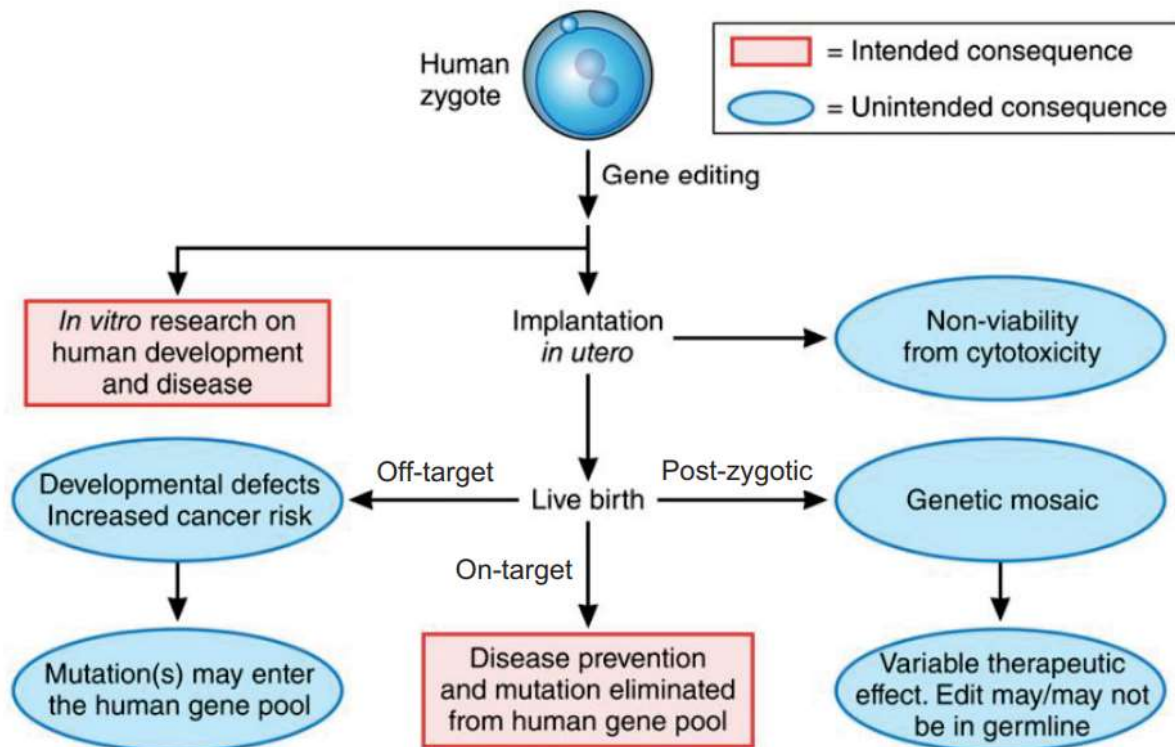 Human
zygote
= Intended consequence
= Unintended consequence
Gene editing
In vitro research on
human development
and disease
Implantation
in utero
Non-viability
from cytotoxicity
Developmental defects
Increased cancer risk
Off-target
Live birth
Post-zygotic
Genetic mosaic
On-target
Mutation(s) may enter
the human gene pool
Disease prevention
and mutation eliminated
from human gene pool
Variable therapeutic
effect. Edit may/may not
be in germline